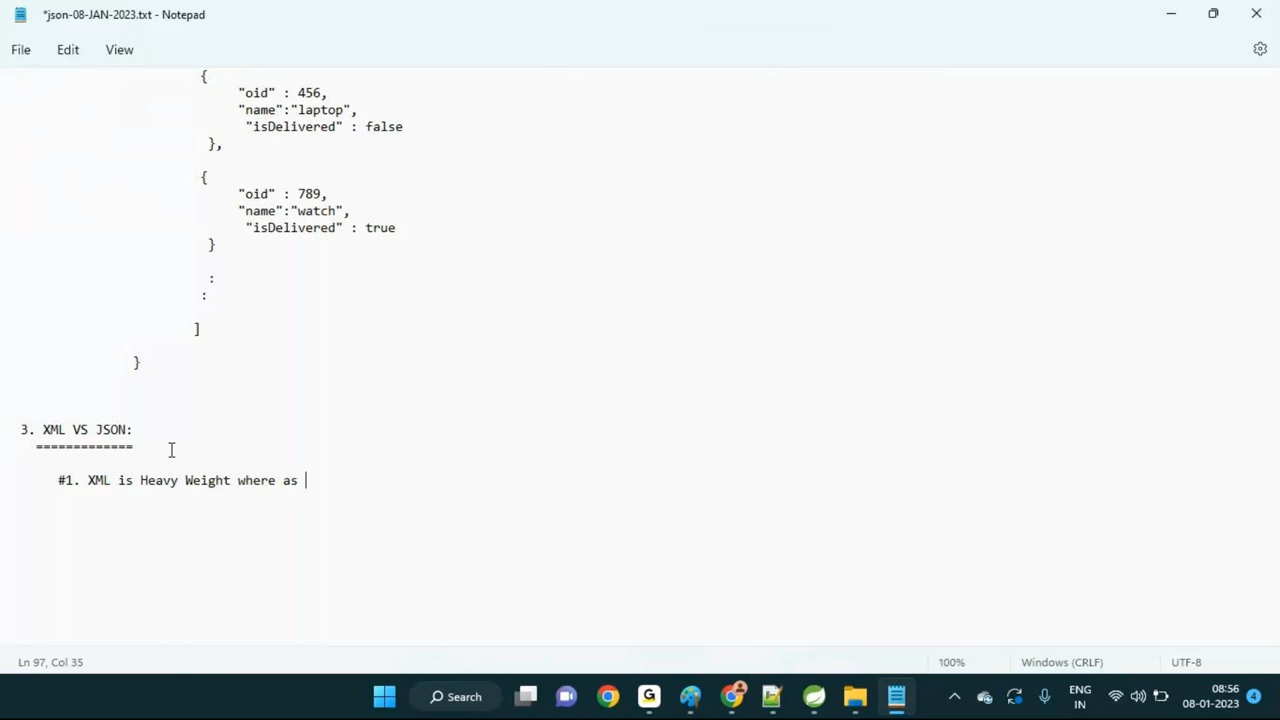 *json-08-JAN-2023.txt - Notepad
File Edit View
{
"oid" : 456,
"name":"laptop",
"isDelivered" : false
},
{
"oid" : 789,
"name":"watch",
"isDelivered" : true
}
:
:
]
}
3. XML VS JSON:
=============
#1. XML is Heavy Weight where as
Ln 97, Col 35 100% Windows (CRLF) UTF-8
Search G ENG 08:56
IN 08-01-2023 4